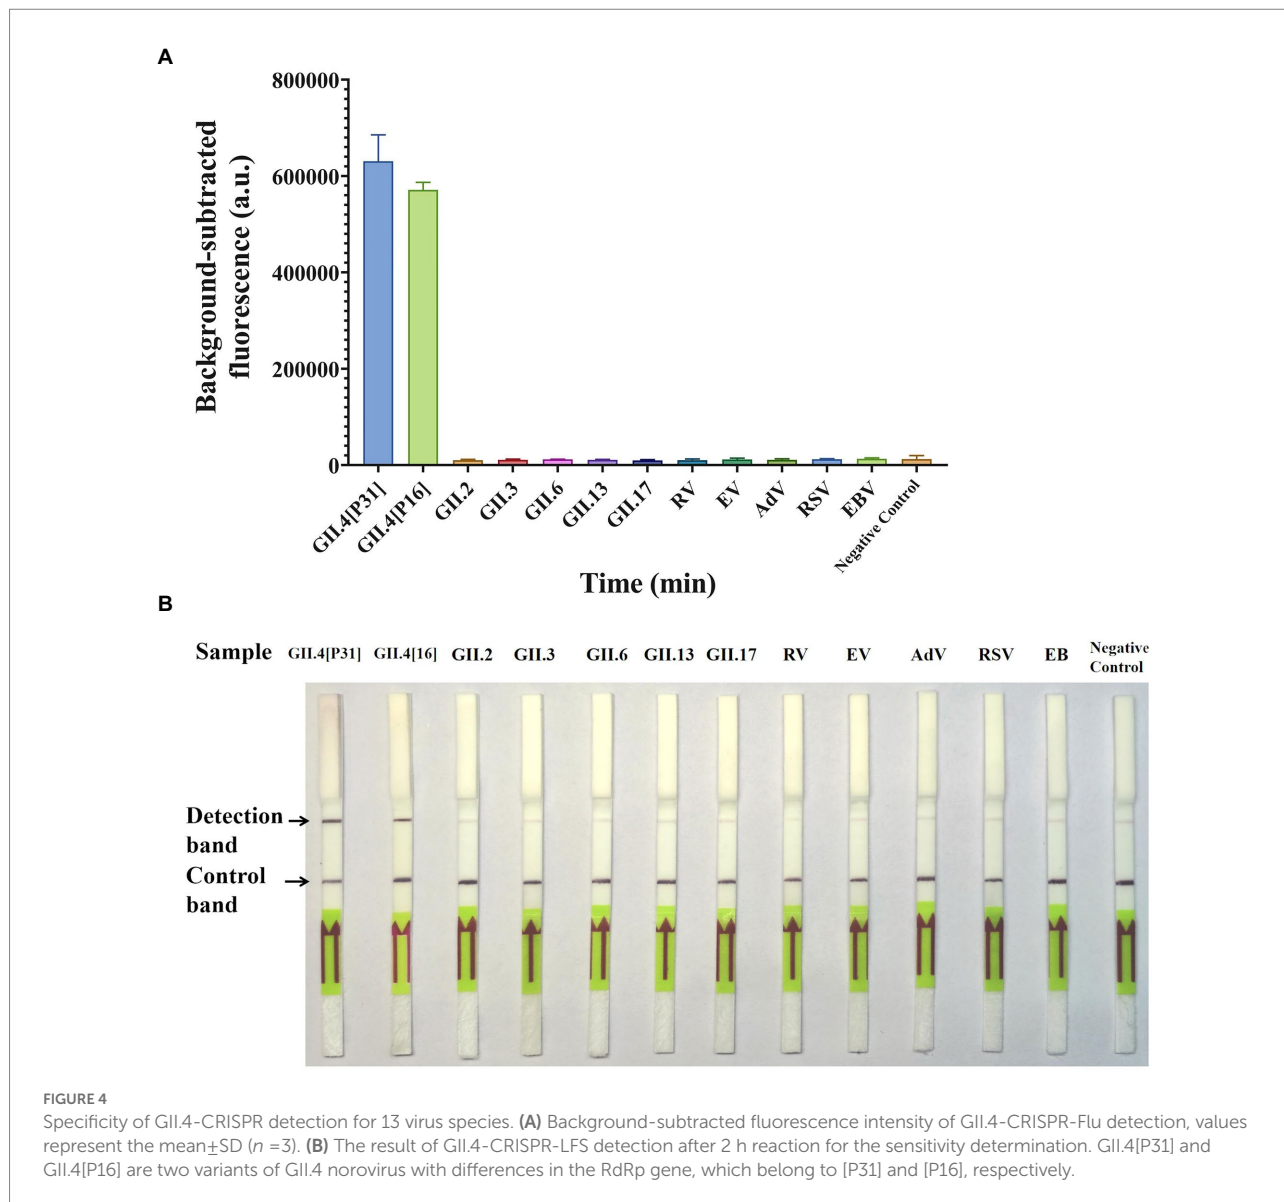 A
Background-subtracted
fluorescence (a.u.)
800000
600000
400000
200000
0
GII.4[P31]
GII.4[P16]
GII.2
GII.3
GII.6
GII.13
GII.17
RV
EV
AdV
RSV
EBV
Negative Control
Time (min)
B
Sample GII.4[P31] GII.4[16] GII.2 GII.3 GII.6 GII.13 GII.17 RV EV AdV RSV EB Negative
Control
Detection
band
Control
band
FIGURE 4
Specificity of GII.4-CRISPR detection for 13 virus species. (A) Background-subtracted fluorescence intensity of GII.4-CRISPR-Flu detection, values
represent the mean±SD (n =3). (B) The result of GII.4-CRISPR-LFS detection after 2 h reaction for the sensitivity determination. GII.4[P31] and
GII.4[P16] are two variants of GII.4 norovirus with differences in the RdRp gene, which belong to [P31] and [P16], respectively.